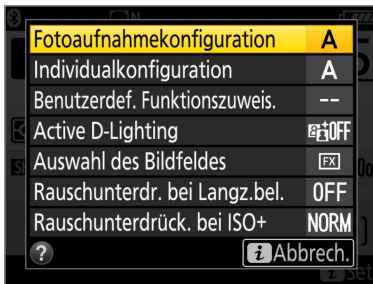 Fotoaufnahmekonfiguration A
Individualkonfiguration A
Benutzerdef. Funktionszuweis. --
Active D-Lighting OFF
Auswahl des Bildfeldes FX
Rauschunterdr. bei Langz.bel. OFF
Rauschunterdrück. bei ISO+ NORM
? i Abbrech.